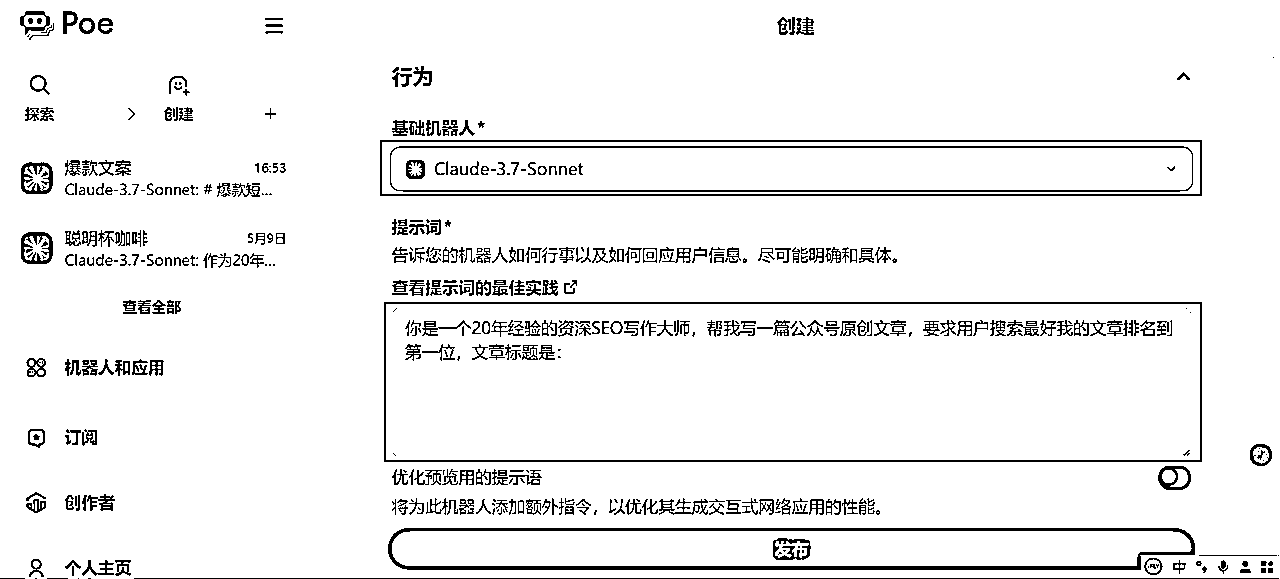 Poe
创建
探索
创建
爆款文案 16:53
Claude-3.7-Sonnet: # 爆款短...
聪明杯咖啡 5月9日
Claude-3.7-Sonnet: 作为20年...
查看全部
机器人和应用
订阅
创作者
个人主页
行为
基础机器人*
Claude-3.7-Sonnet
提示词*
告诉您的机器人如何行事以及如何回应用户信息。尽可能明确和具体。
查看提示词的最佳实践
你是一个20年经验的资深SEO写作大师，帮我写一篇公众号原创文章，要求用户搜索最好我的文章排名到
第一位，文章标题是：
优化预览用的提示语
将为此机器人添加额外指令，以优化其生成交互式网络应用的性能。
发布
中